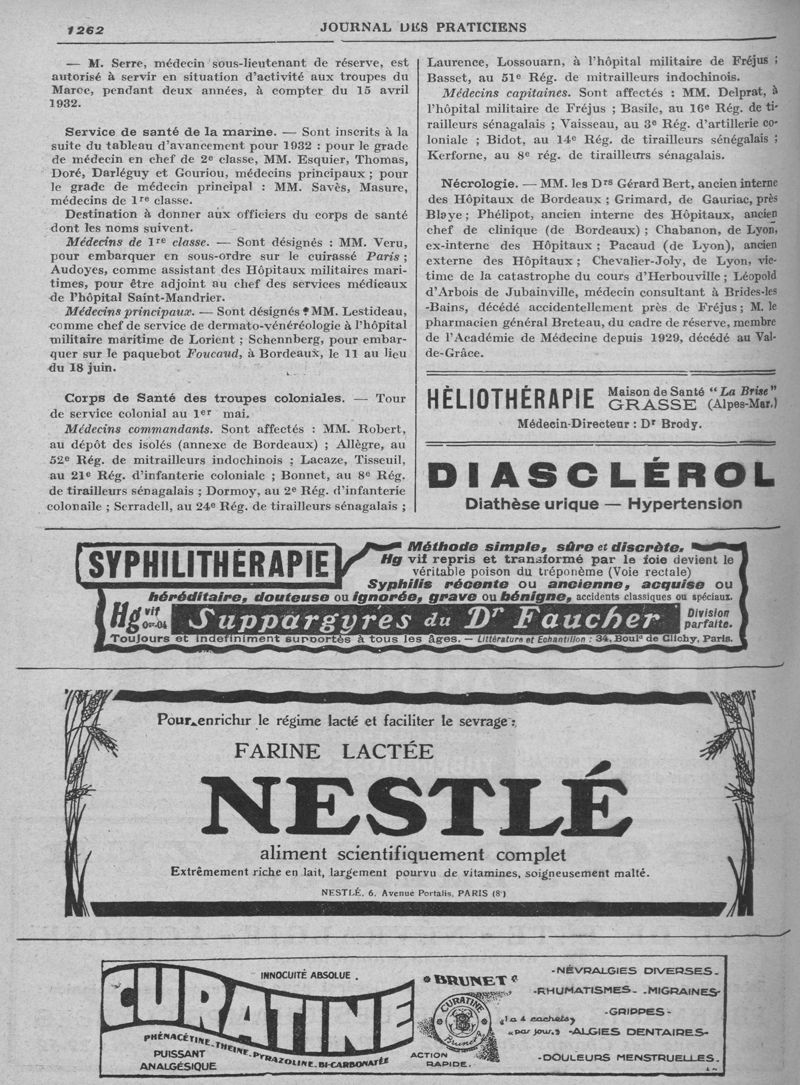 1262
JOURNAL DES PRATICIENS
— M. Serre, médecin sous-lieutenant de réserve, est
autorisé à servir en situation d'activité aux troupes du
Maroc, pendant deux années, à compter du 15 avril
1932.
Service de santé de la marine. — Sont inscrits à la
suite du tableau d'avancement pour 1932 : pour le grade
de médecin en chef de 2e classe, MM. Esquier, Thomas,
Doré, Darléguy et Gouriou, médecins principaux ; pour
le grade de médecin principal : MM. Savès, Masure,
médecins de 1re classe.
Destination à donner aux officiers du corps de santé
dont les noms suivent.
Médecins de 1re classe. — Sont désignés : MM. Veru,
pour embarquer en sous-ordre sur le cuirassé Paris ;
Audoyes, comme assistant des Hôpitaux militaires mari-
times, pour être adjoint au chef des services médicaux
de l'hôpital Saint-Mandrier.
Médecins principaux. — Sont désignés : MM. Lestideau,
comme chef de service de dermato-vénéréologie à l'hôpital
militaire maritime de Lorient ; Schennberg, pour embar-
quer sur le paquebot Foucaud, à Bordeaux, le 11 au lieu
du 18 juin.
Corps de Santé des troupes coloniales. — Tour
de service colonial au 1er mai.
Médecins commandants. Sont affectés : MM. Robert,
au dépôt des isolés (annexe de Bordeaux) ; Allègre, au
52e Rég. de mitrailleurs indochinois ; Lacaze, Tisseuil,
au 21e Rég. d'infanterie coloniale ; Bonnet, au 8e Rég.
de tirailleurs sénagalais ; Dormoy, au 2e Rég. d'infanterie
colonaile ; Serradell, au 24e Rég. de tirailleurs sénagalais ;
Laurence, Lossouarn, à l'hôpital militaire de Fréjus ;
Basset, au 51e Rég. de mitrailleurs indochinois.
Médecins capitaines. Sont affectés : MM. Delprat, à
l'hôpital militaire de Fréjus ; Basile, au 16e Rég. de ti-
railleurs sénagalais ; Vaisseau, au 3e Rég. d'artillerie co-
loniale ; Bidot, au 14e Rég. de tirailleurs sénégalais ;
Kerforne, au 8e rég. de tirailleurs sénagalais.
Nécrologie. — MM. les Drs Gérard Bert, ancien interne
des Hôpitaux de Bordeaux ; Grimard, de Gauriac, près
Blaye ; Phélipot, ancien interne des Hôpitaux, ancien
chef de clinique (de Bordeaux) ; Chabanon, de Lyon,
ex-interne des Hôpitaux ; Pacaud (de Lyon), ancien
externe des Hôpitaux ; Chevalier-Joly, de Lyon, vic-
time de la catastrophe du cours d'Herbouville ; Léopold
d'Arbois de Jubainville, médecin consultant à Brides-les
-Bains, décédé accidentellement près de Fréjus ; M. le
pharmacien général Breteau, du cadre de réserve, membre
de l'Académie de Médecine depuis 1929, décédé au Val-
de-Grâce.
HÉLIOTHÉRAPIE Maison de Santé "La Brise"
GRASSE (Alpes-Mar.)
Médecin-Directeur : Dr Brody.
DIASCLÉROL
Diathèse urique — Hypertension
SYPHILITHÉRAPIE
Méthode simple, sûre et discrète.
Hg vif repris et transformé par le foie devient le
véritable poison du tréponème (Voie rectale)
Syphilis récente ou ancienne, acquise ou
héréditaire, douteuse ou ignorée, grave ou bénigne, accidents classiques ou spéciaux.
Hg vif 0gr.04 Suppargyres du Dr Faucher Division parfaite.
Toujours et indéfiniment supportés à tous les âges. — Littérature et Echantillon : 34, Boulᵈ de Clichy, Paris.
Pour enrichir le régime lacté et faciliter le sevrage :
FARINE LACTÉE
NESTLÉ
aliment scientifiquement complet
Extrêmement riche en lait, largement pourvu de vitamines, soigneusement malté.
NESTLÉ, 6, Avenue Portalis, PARIS (8e)
INNOCUITÉ ABSOLUE.
CURATINE
PHÉNACÉTINE-THEINE-PYRAZOLINE-BI-CARBONATÉE
PUISSANT
ANALGÉSIQUE
"BRUNET"
CURATINE
Brunet
ACTION
RAPIDE.
"1 à 4 cachets"
"par jour."
-NÉVRALGIES DIVERSES-
-RHUMATISMES- -MIGRAINES-
-GRIPPES-
-ALGIES DENTAIRES-
-DOULEURS MENSTRUELLES.